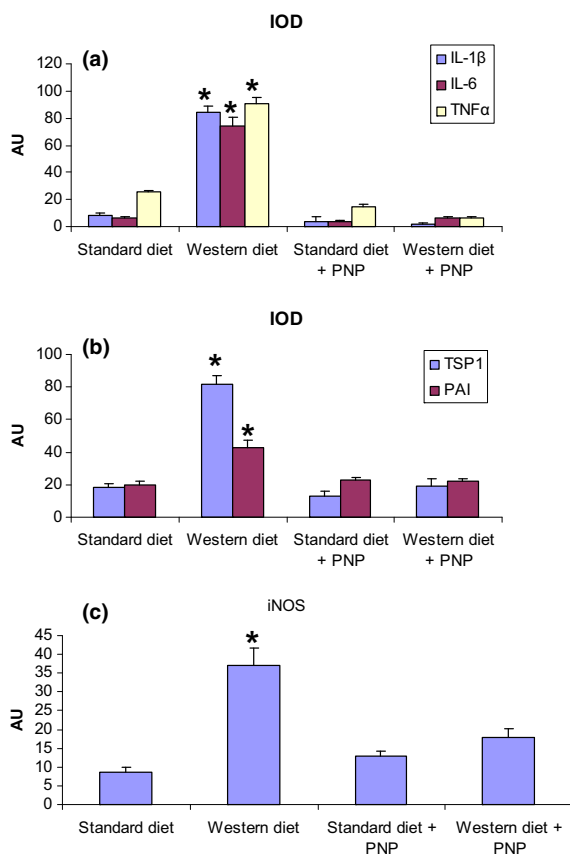 IOD
(a)
IL-1β
IL-6
TNFα
AU
120
100
80
60
40
20
0
* * *
Standard diet Western diet Standard diet Western diet
+ PNP + PNP
IOD
(b)
TSP1
PAI
AU
100
80
60
40
20
0
*
*
Standard diet Western diet Standard diet Western diet
+ PNP + PNP
iNOS
(c)
AU
45
40
35
30
25
20
15
10
5
0
*
Standard diet Western diet Standard diet + Western diet +
PNP PNP